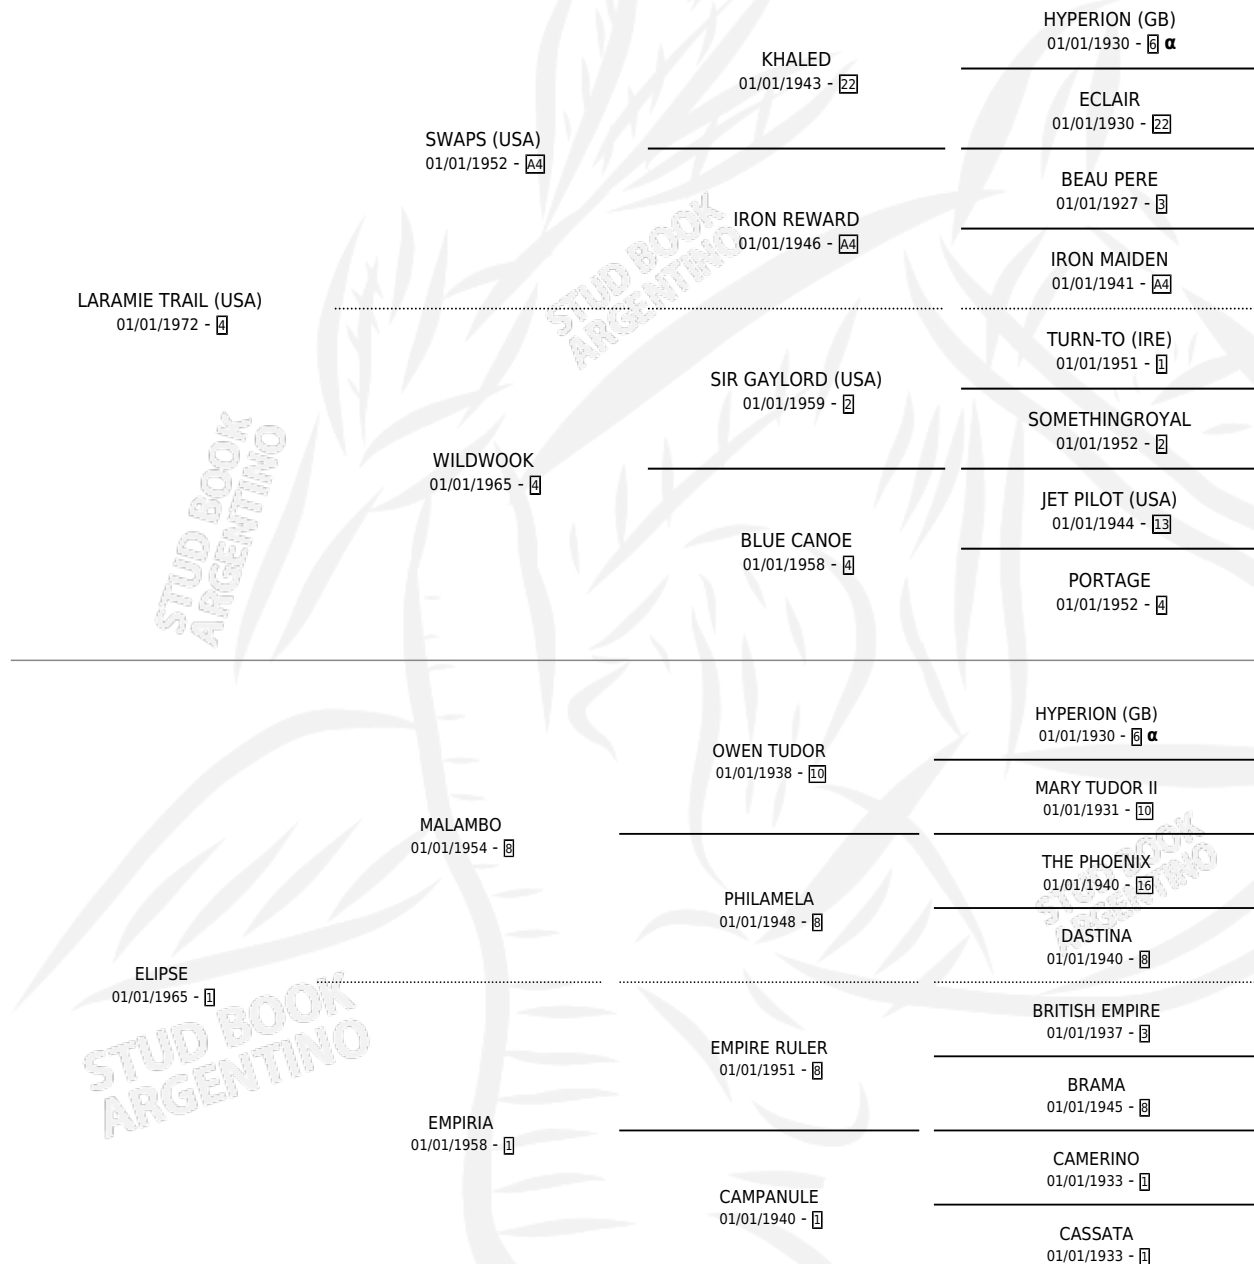 HYPERION (GB)
01/01/1930 - 6 α
KHALED
01/01/1943 - 22
ECLAIR
01/01/1930 - 22
SWAPS (USA)
01/01/1952 - A4
BEAU PERE
01/01/1927 - 3
IRON REWARD
01/01/1946 - A4
IRON MAIDEN
01/01/1941 - A4
LARAMIE TRAIL (USA)
01/01/1972 - 4
TURN-TO (IRE)
01/01/1951 - 1
SIR GAYLORD (USA)
01/01/1959 - 2
SOMETHINGROYAL
01/01/1952 - 2
WILDWOOK
01/01/1965 - 4
JET PILOT (USA)
01/01/1944 - 13
BLUE CANOE
01/01/1958 - 4
PORTAGE
01/01/1952 - 4
HYPERION (GB)
01/01/1930 - 6 α
OWEN TUDOR
01/01/1938 - 10
MARY TUDOR II
01/01/1931 - 10
MALAMBO
01/01/1954 - 8
THE PHOENIX
01/01/1940 - 16
PHILAMELA
01/01/1948 - 8
DASTINA
01/01/1940 - 8
ELIPSE
01/01/1965 - 1
BRITISH EMPIRE
01/01/1937 - 3
EMPIRE RULER
01/01/1951 - 8
BRAMA
01/01/1945 - 8
EMPIRIA
01/01/1958 - 1
CAMERINO
01/01/1933 - 1
CAMPANULE
01/01/1940 - 1
CASSATA
01/01/1933 - 1
STUD BOOK
ARGENTINO
STUD BOOK
ARGENTINO
STUD BOOK
ARGENTINO
STUD BOOK
ARGENTINO